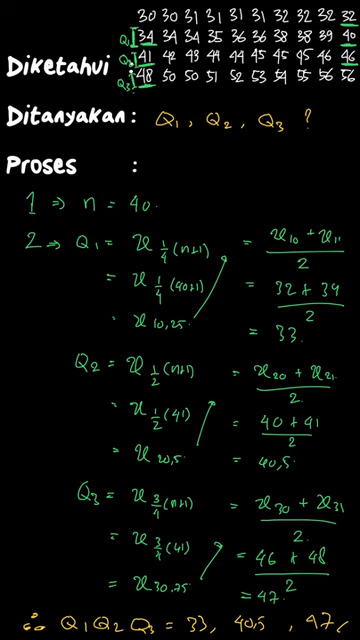 30 30 31 31 31 31 32 32 32 32
Q₁ 34 34 34 35 36 36 38 38 39 40
Diketahui Q₂ 41 42 43 44 44 45 45 45 46 46
Q₃ 48 50 50 51 52 53 54 55 56 56
Ditanyakan: Q₁, Q₂, Q₃ ?
Proses :
1 ⇒ n = 40.
2 ⇒ Q₁ = x 1/4 (n+1) = x₁₀ + x₁₁ / 2
= x 1/4 (40+1) = 32 + 34 / 2
= x 10,25 = 33.
Q₂ = x 1/2 (n+1) = x₂₀ + x₂₁ / 2.
= x 1/2 (41) = 40 + 41 / 2
= x 20,5 = 40,5
Q₃ = x 3/4 (n+1) = x₃₀ + x₃₁ / 2.
= x 3/4 (41) = 46 + 48 / 2
= x 30.75 = 47.
∴ Q₁ Q₂ Q₃ = 33, 40,5, 47